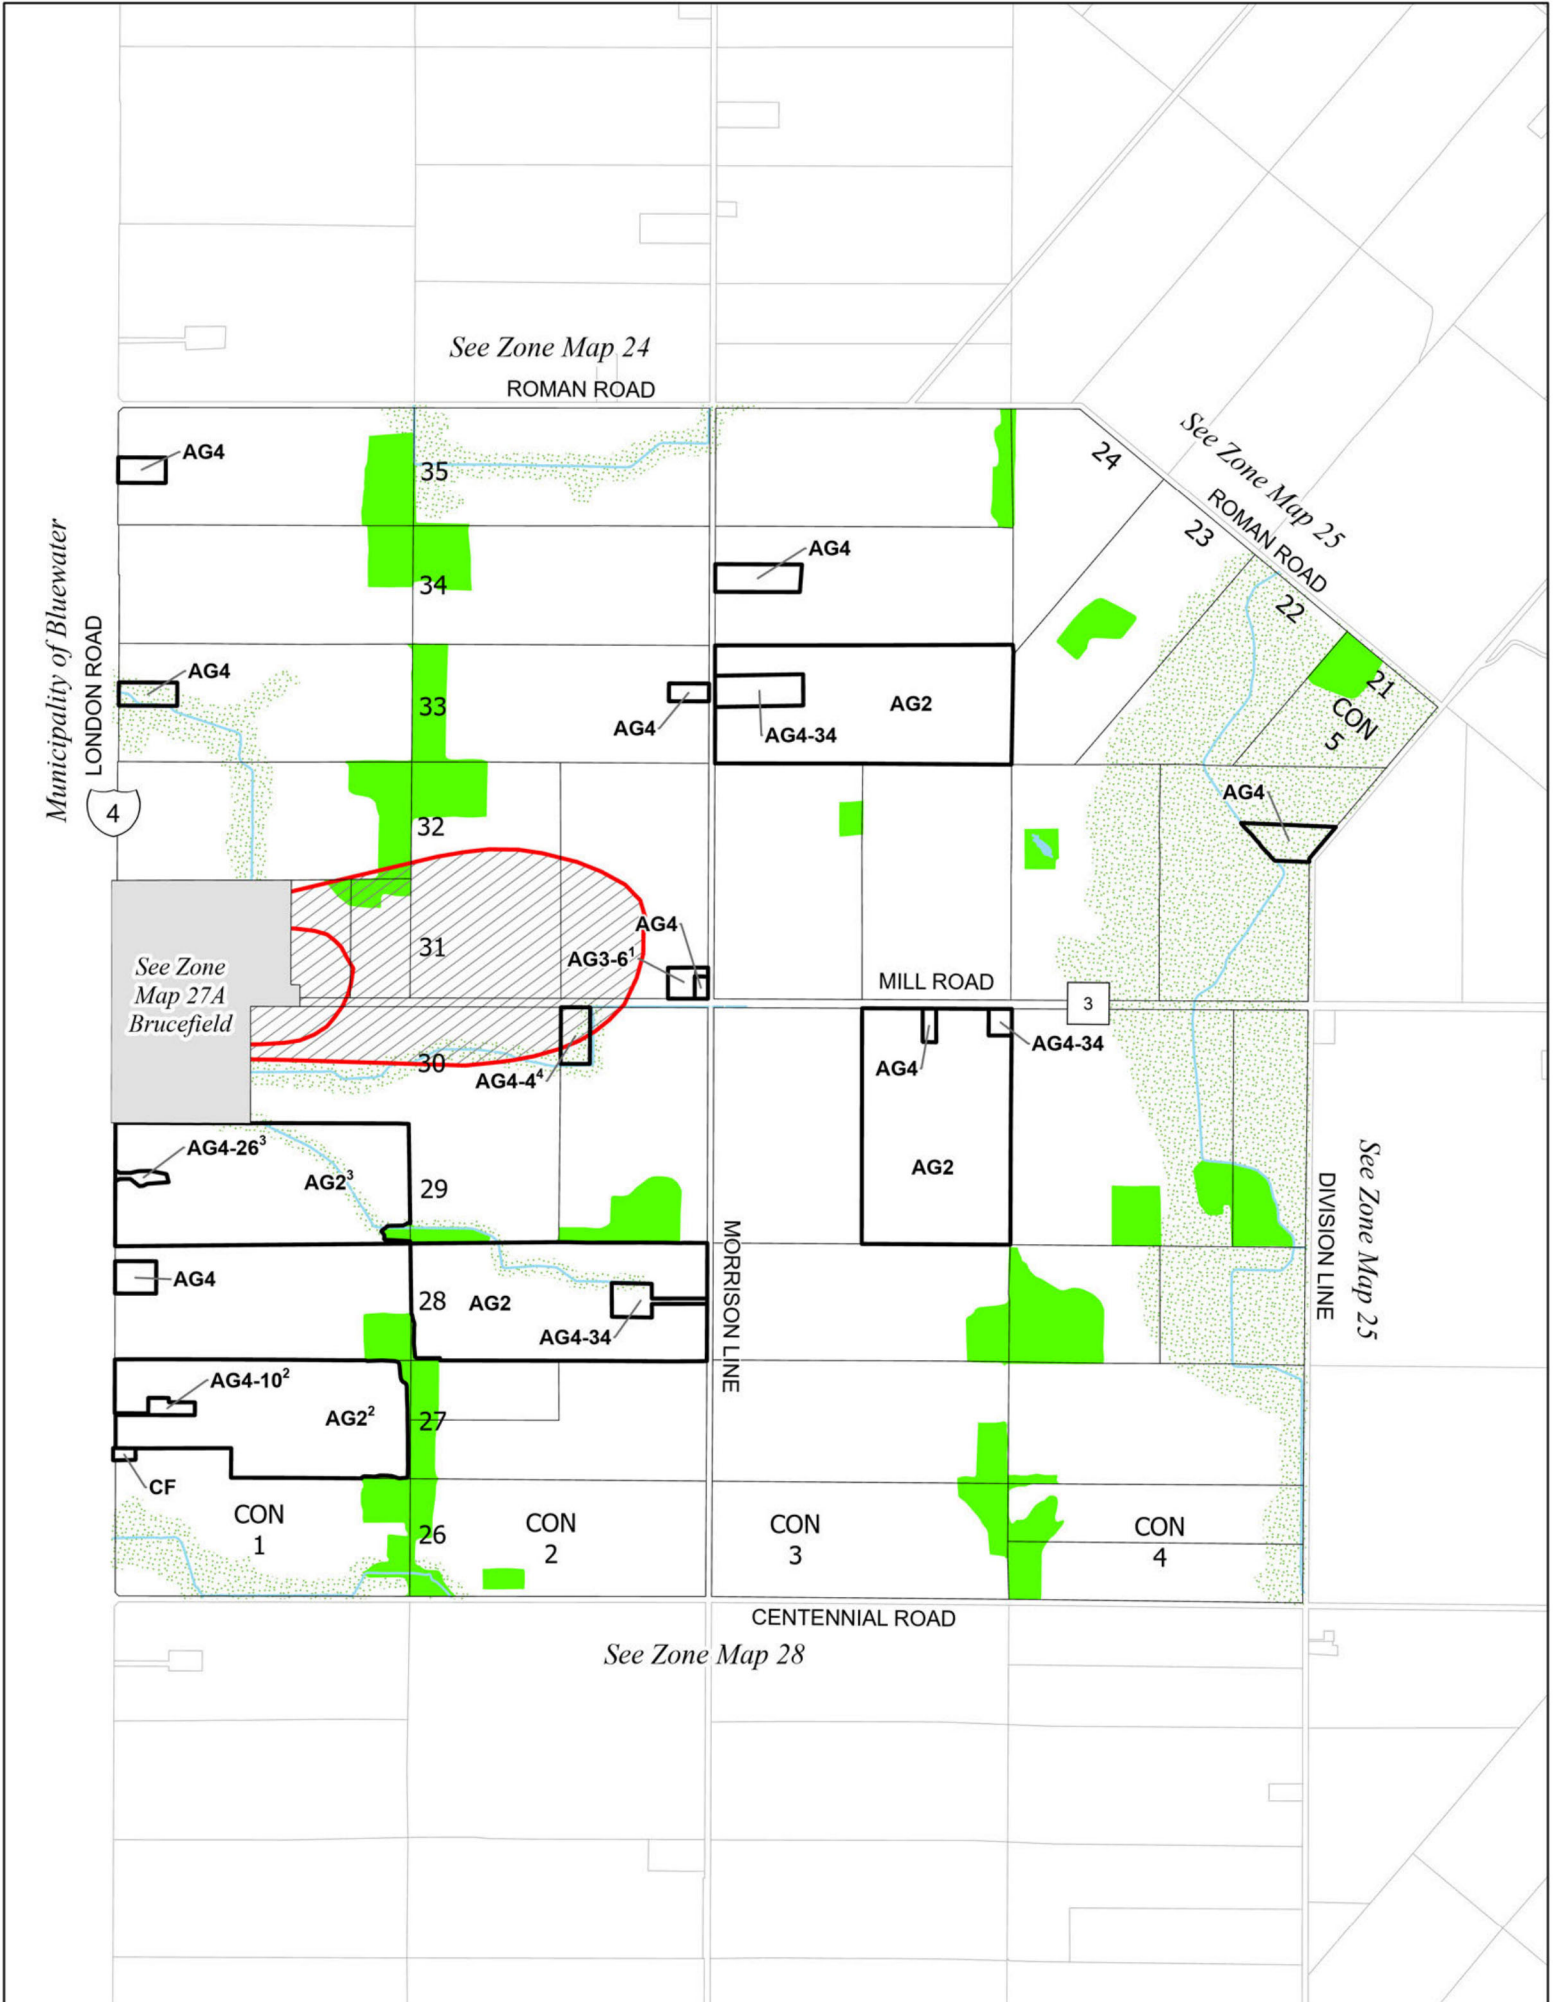 See Zone Map 24
ROMAN ROAD
See Zone Map 25
ROMAN ROAD
Municipality of Bluewater
LONDON ROAD
4
AG4
35
24
23
22
21
CON
5
AG4
34
AG4
33
AG4
AG4-34
AG2
32
AG4
See Zone
Map 27A
Brucefield
31
AG4
AG3-6¹
MILL ROAD
3
30
AG4-4⁴
AG4
AG4-34
AG2
AG4-26³
AG2³
29
AG4
28
AG2
AG4-34
MORRISON LINE
DIVISION LINE
See Zone Map 25
AG4-10²
AG2²
27
CF
CON
1
26
CON
2
CON
3
CON
4
CENTENNIAL ROAD
See Zone Map 28